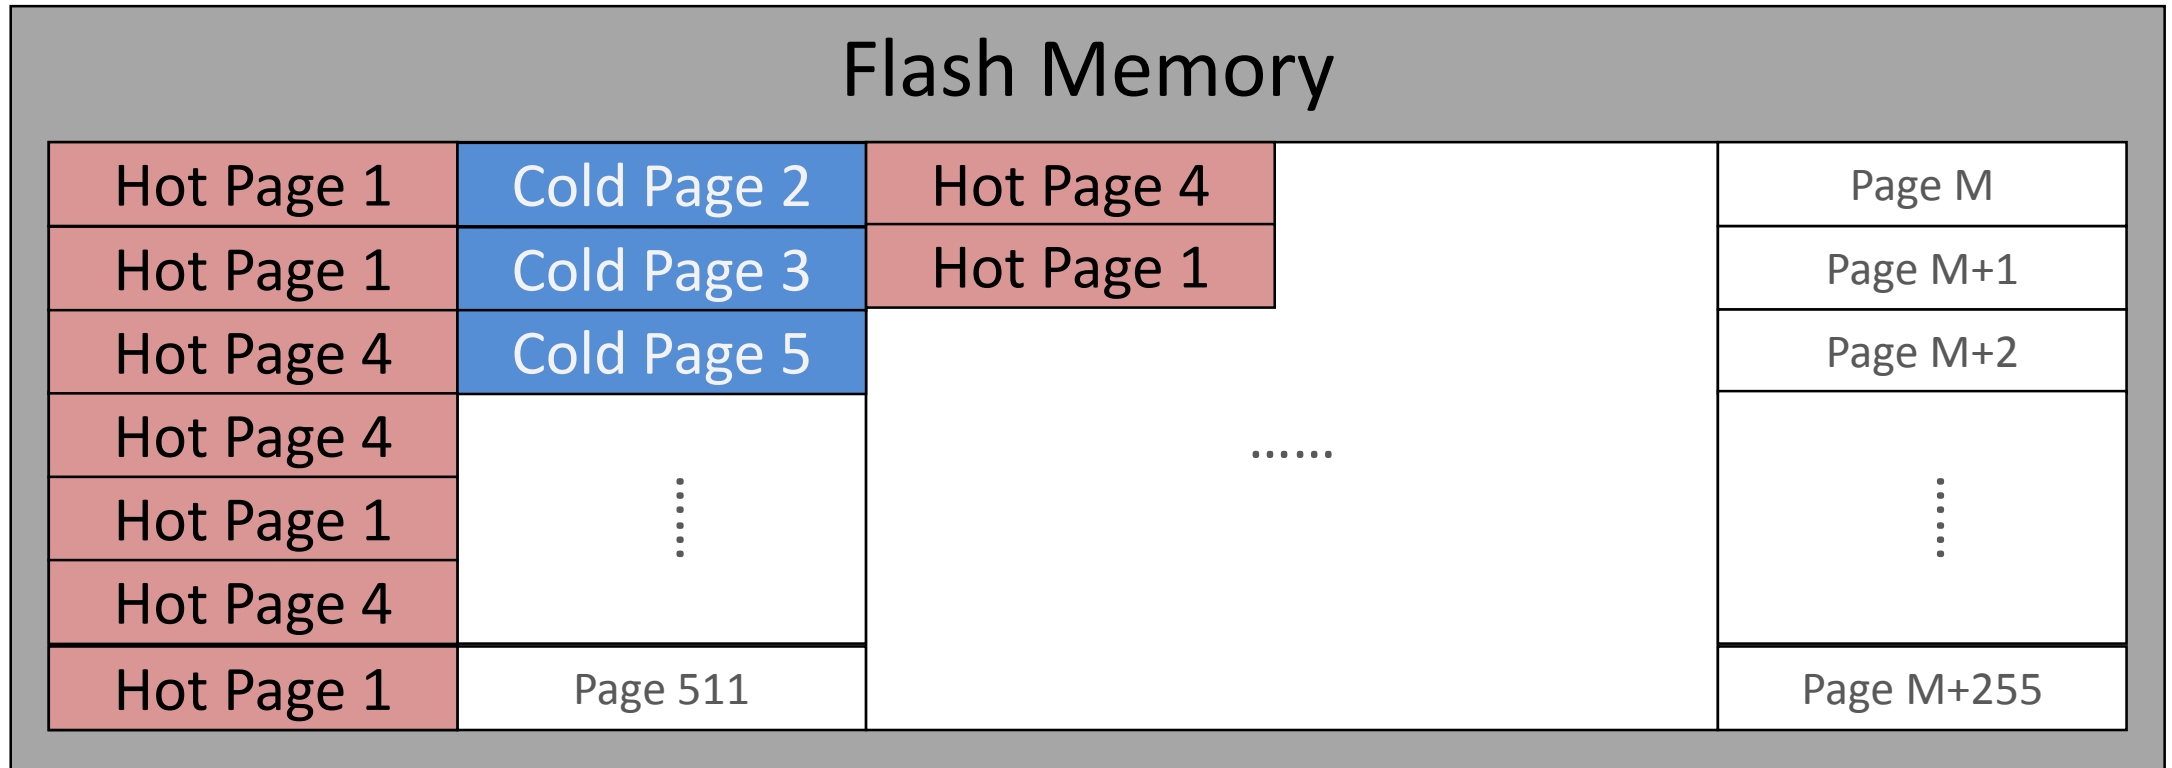 Flash Memory
Hot Page 1
Hot Page 1
Hot Page 4
Hot Page 4
Hot Page 1
Hot Page 4
Hot Page 1
Cold Page 2
Cold Page 3
Cold Page 5
......
Page 511
Hot Page 4
Hot Page 1
......
Page M
Page M+1
Page M+2
......
Page M+255